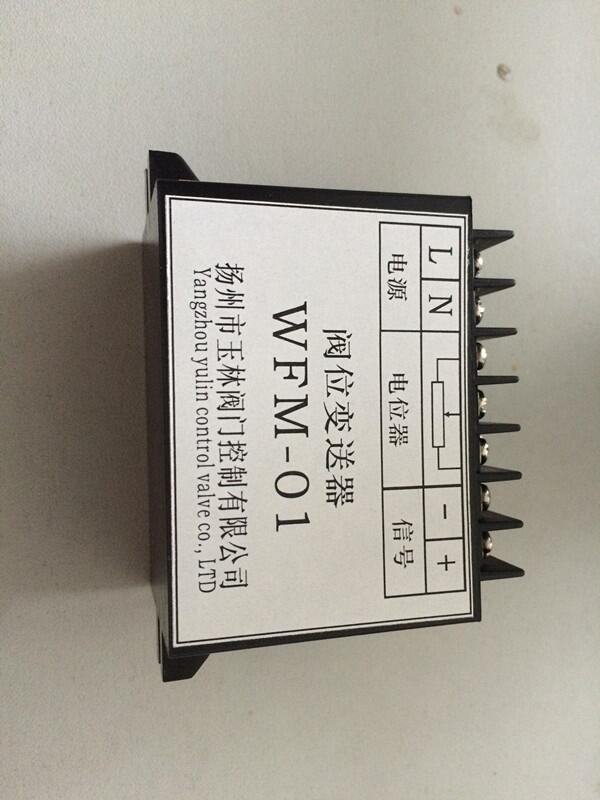 L N - +
电源 电位器 信号
阀位变送器
WFM-01
扬州市玉林阀门控制有限公司
Yangzhou yulin control valve co., LTD